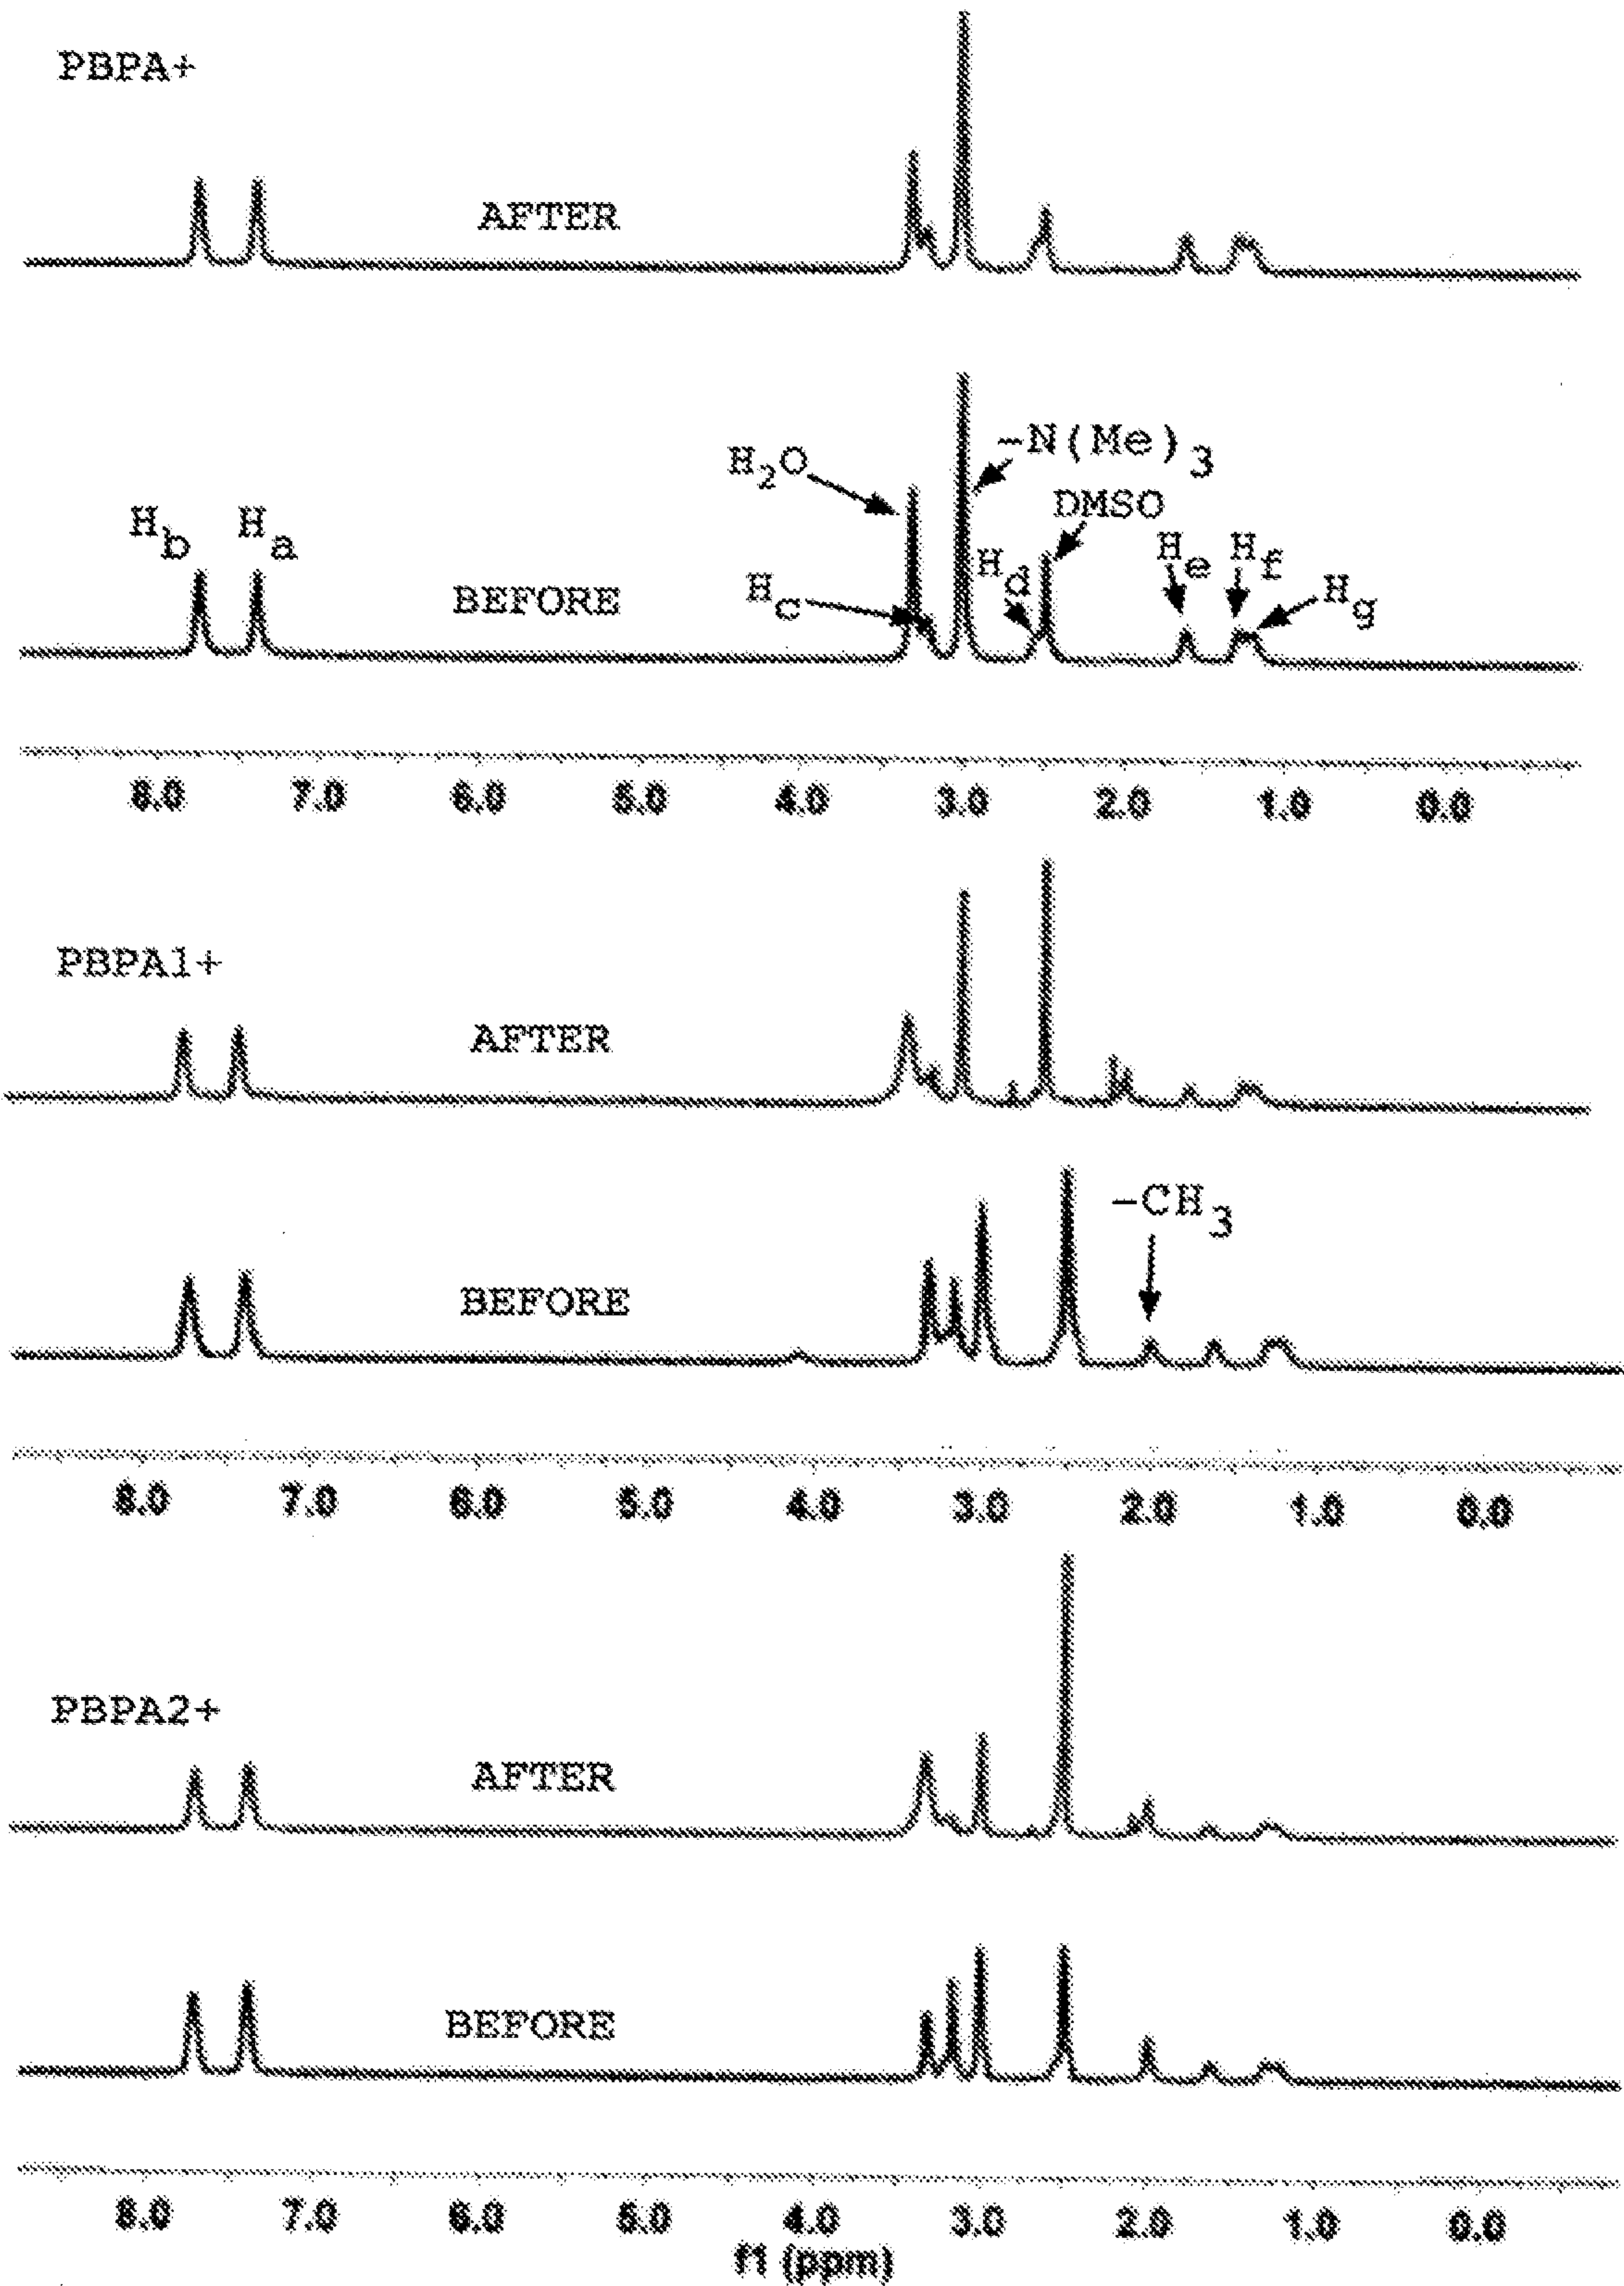 PBPA+
AFTER
H2O
-N(Me)3
DMSO
Hb Ha Hd He Hf
BEFORE Hc Hg
8.0 7.0 6.0 5.0 4.0 3.0 2.0 1.0 0.0
PBPA1+
AFTER
-CH3
BEFORE
8.0 7.0 6.0 5.0 4.0 3.0 2.0 1.0 0.0
PBPA2+
AFTER
BEFORE
8.0 7.0 6.0 5.0 4.0 3.0 2.0 1.0 0.0
f1 (ppm)